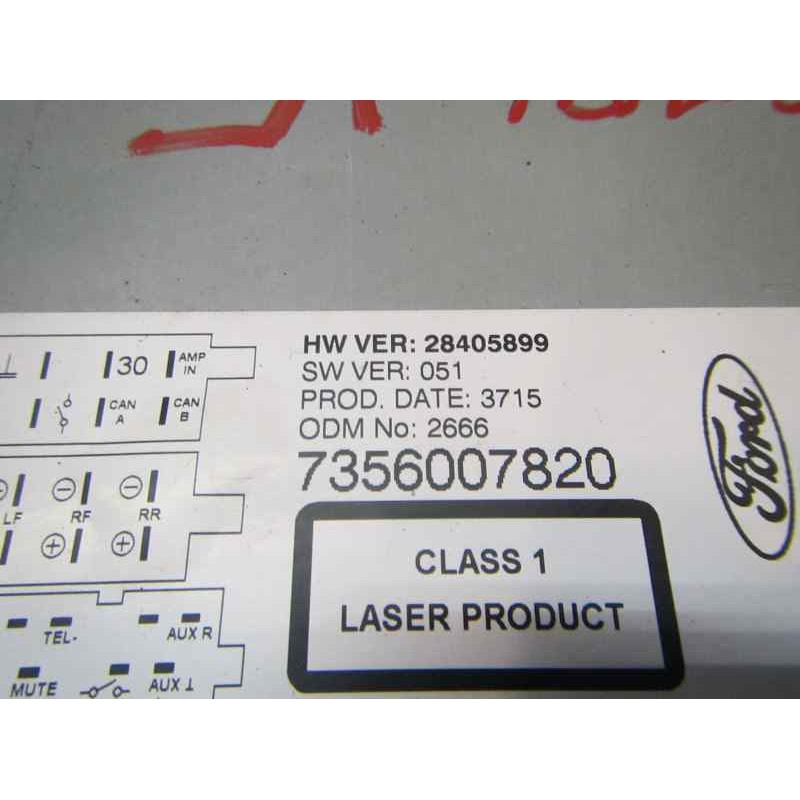 30
AMP
IN
CAN
A
CAN
B
LF
RF
RR
TEL-
AUX R
MUTE
AUX
HW VER: 28405899
SW VER: 051
PROD. DATE: 3715
ODM No: 2666
7356007820
CLASS 1
LASER PRODUCT
Ford